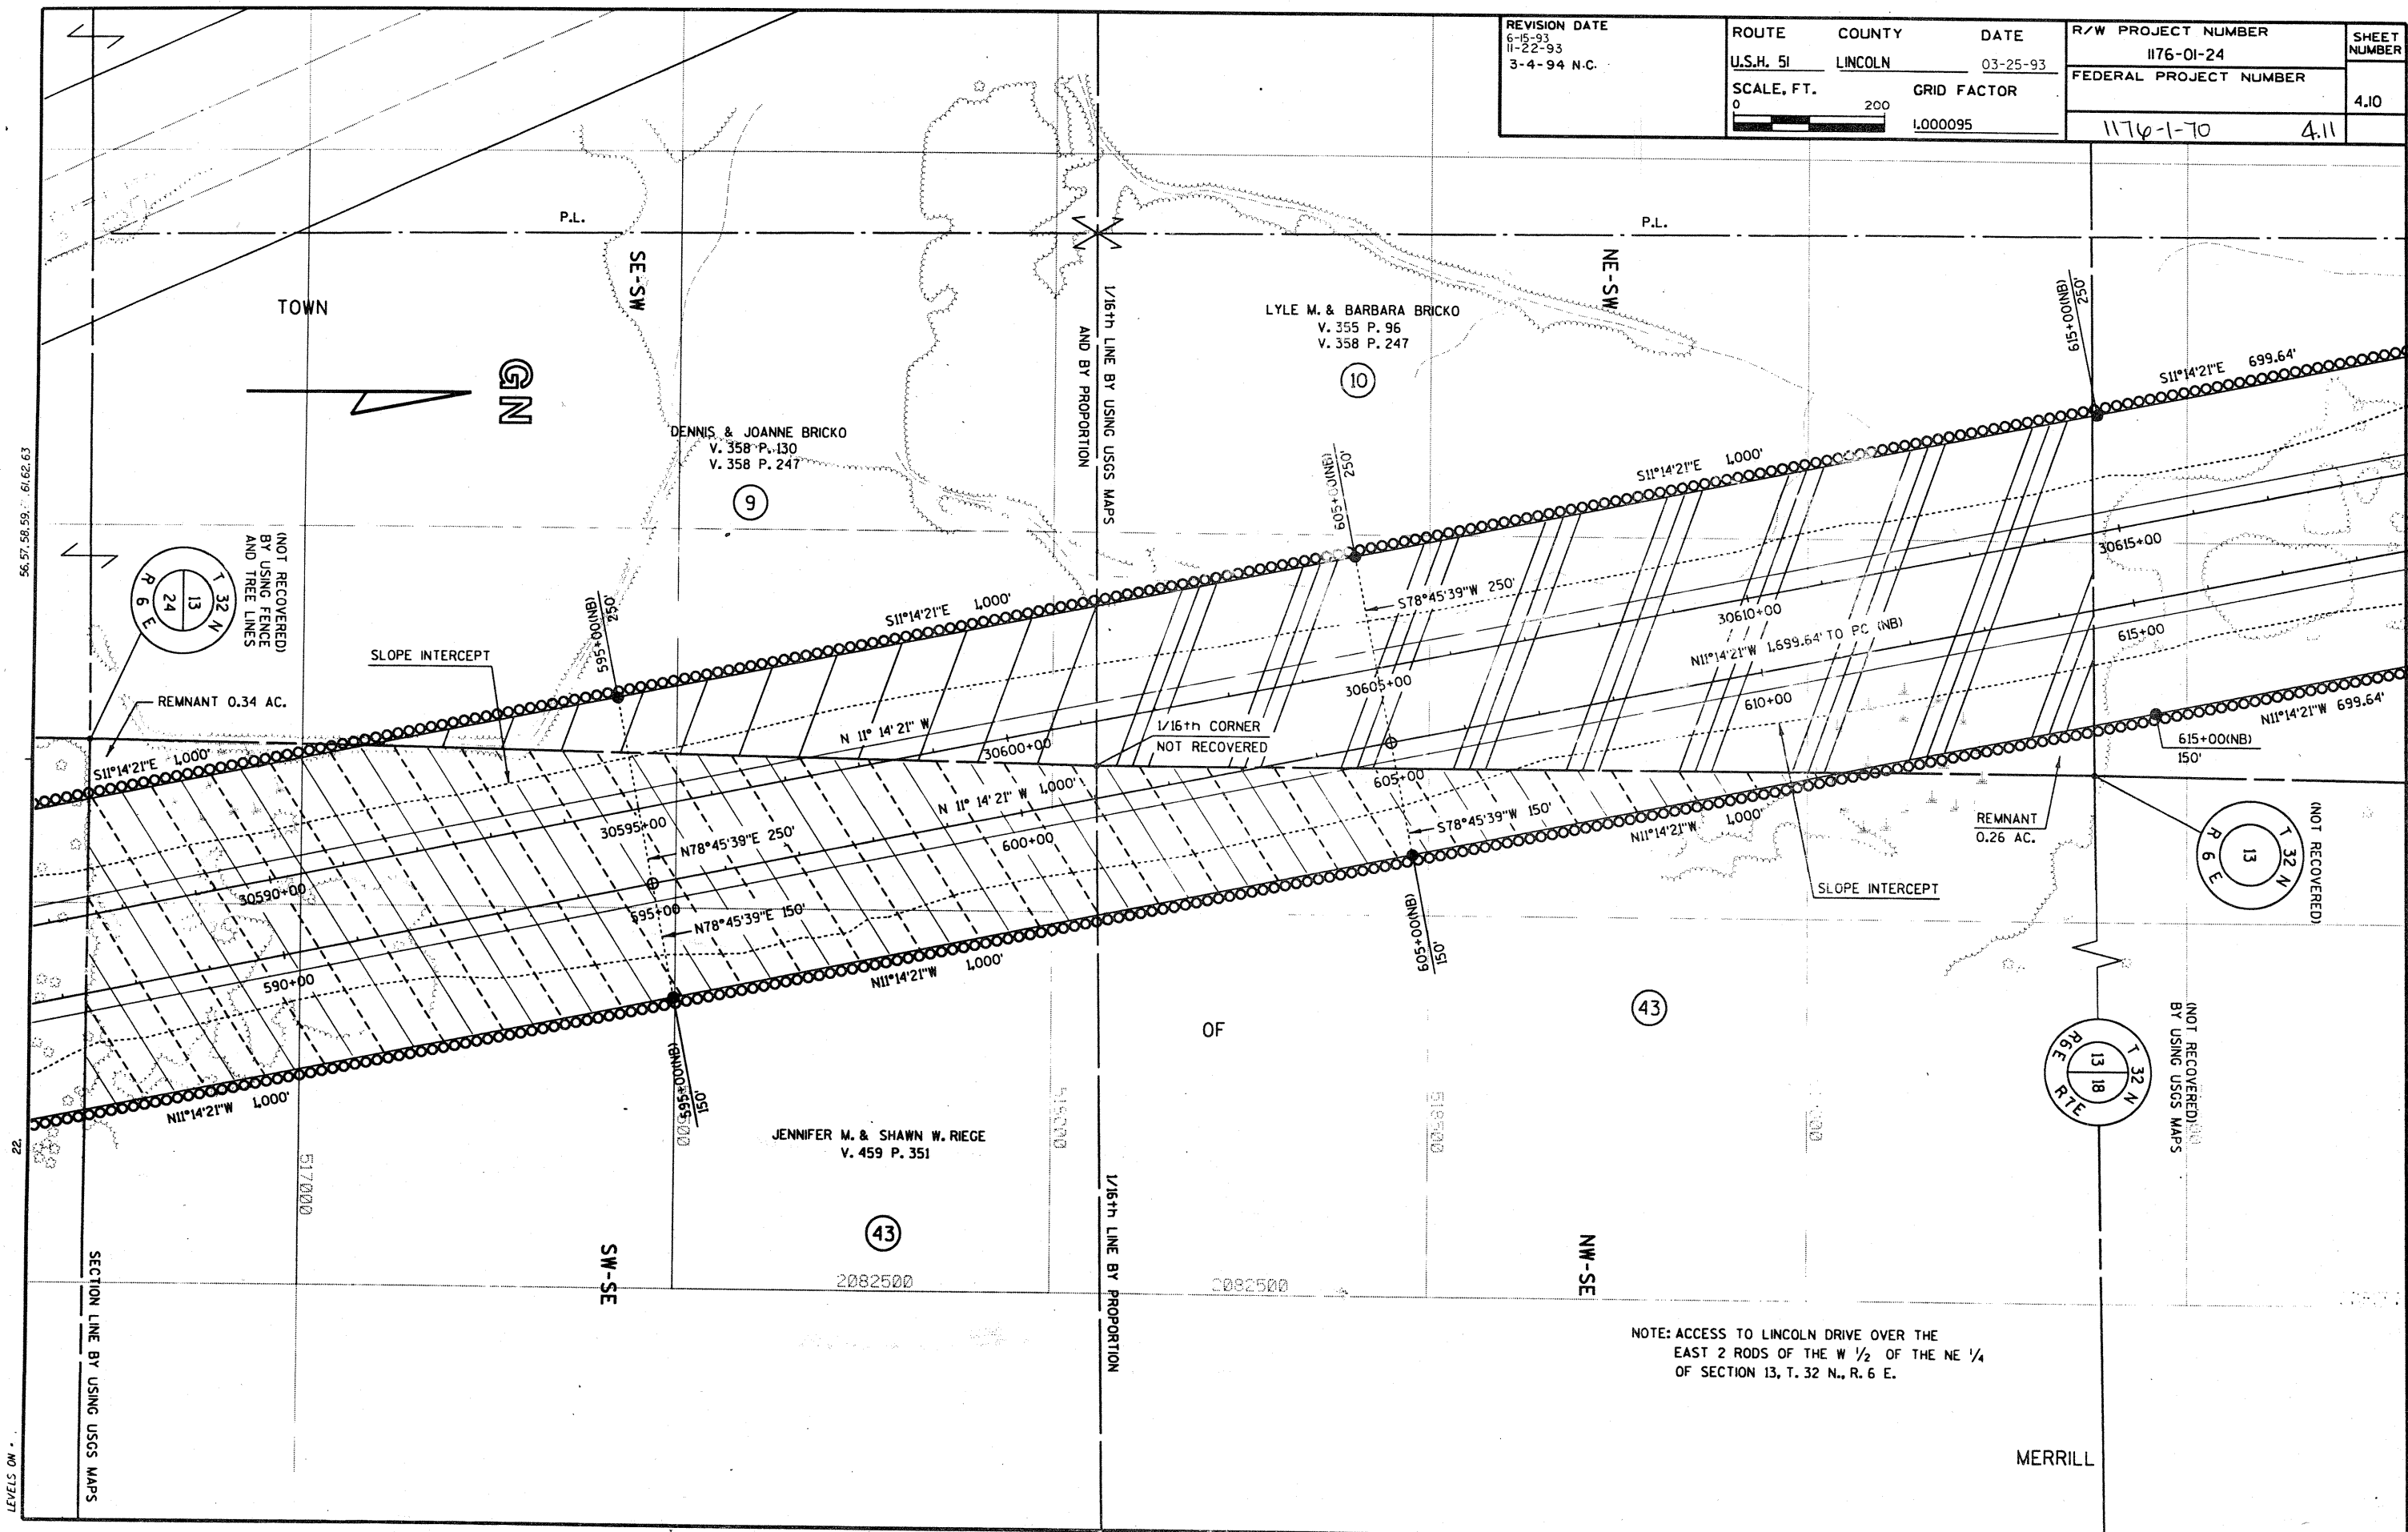 REVISION DATE
6-15-93
11-22-93
3-4-94 N.C.
ROUTE COUNTY DATE
U.S.H. 51 LINCOLN 03-25-93
SCALE, FT. GRID FACTOR
0 200
1.000095
R/W PROJECT NUMBER
1176-01-24
FEDERAL PROJECT NUMBER
1176-1-70 4.11
SHEET
NUMBER
4.10
P.L.
P.L.
SE-SW
NE-SW
TOWN
GN
1/16th LINE BY USING USGS MAPS
AND BY PROPORTION
LYLE M. & BARBARA BRICKO
V. 355 P. 96
V. 358 P. 247
10
DENNIS & JOANNE BRICKO
V. 358 P. 130
V. 358 P. 247
9
615+00(NB)
250'
S11°14'21"E 699.64'
605+00(NB)
250'
S11°14'21"E 1,000'
30615+00
(NOT RECOVERED)
BY USING FENCE
AND TREE LINES
T 32 N
13
24
R 6 E
595+00(NB)
250'
S11°14'21"E 1,000'
S78°45'39"W 250'
30610+00
N11°14'21"W 1,699.64' TO PC (NB)
615+00
SLOPE INTERCEPT
REMNANT 0.34 AC.
S11°14'21"E 1,000'
N 11° 14' 21" W
30605+00
610+00
N11°14'21"W 699.64'
615+00(NB)
150'
1/16th CORNER
NOT RECOVERED
30600+00
605+00
N 11° 14' 21" W 1,000'
30595+00
N78°45'39"E 250'
600+00
S78°45'39"W 150'
N11°14'21"W 1,000'
REMNANT
0.26 AC.
SLOPE INTERCEPT
(NOT RECOVERED)
T 32 N
13
R 6 E
30590+00
595+00
N78°45'39"E 150'
590+00
N11°14'21"W 1,000'
605+00(NB)
150'
595+00(NB)
150'
N11°14'21"W 1,000'
OF
43
(NOT RECOVERED)
BY USING USGS MAPS
T 32 N
13
18
R6E R7E
JENNIFER M. & SHAWN W. RIEGE
V. 459 P. 351
43
517000
518500
2082500
2082500
SW-SE
NW-SE
1/16th LINE BY PROPORTION
SECTION LINE BY USING USGS MAPS
NOTE: ACCESS TO LINCOLN DRIVE OVER THE
EAST 2 RODS OF THE W 1/2 OF THE NE 1/4
OF SECTION 13, T. 32 N., R. 6 E.
MERRILL
22.
LEVELS ON